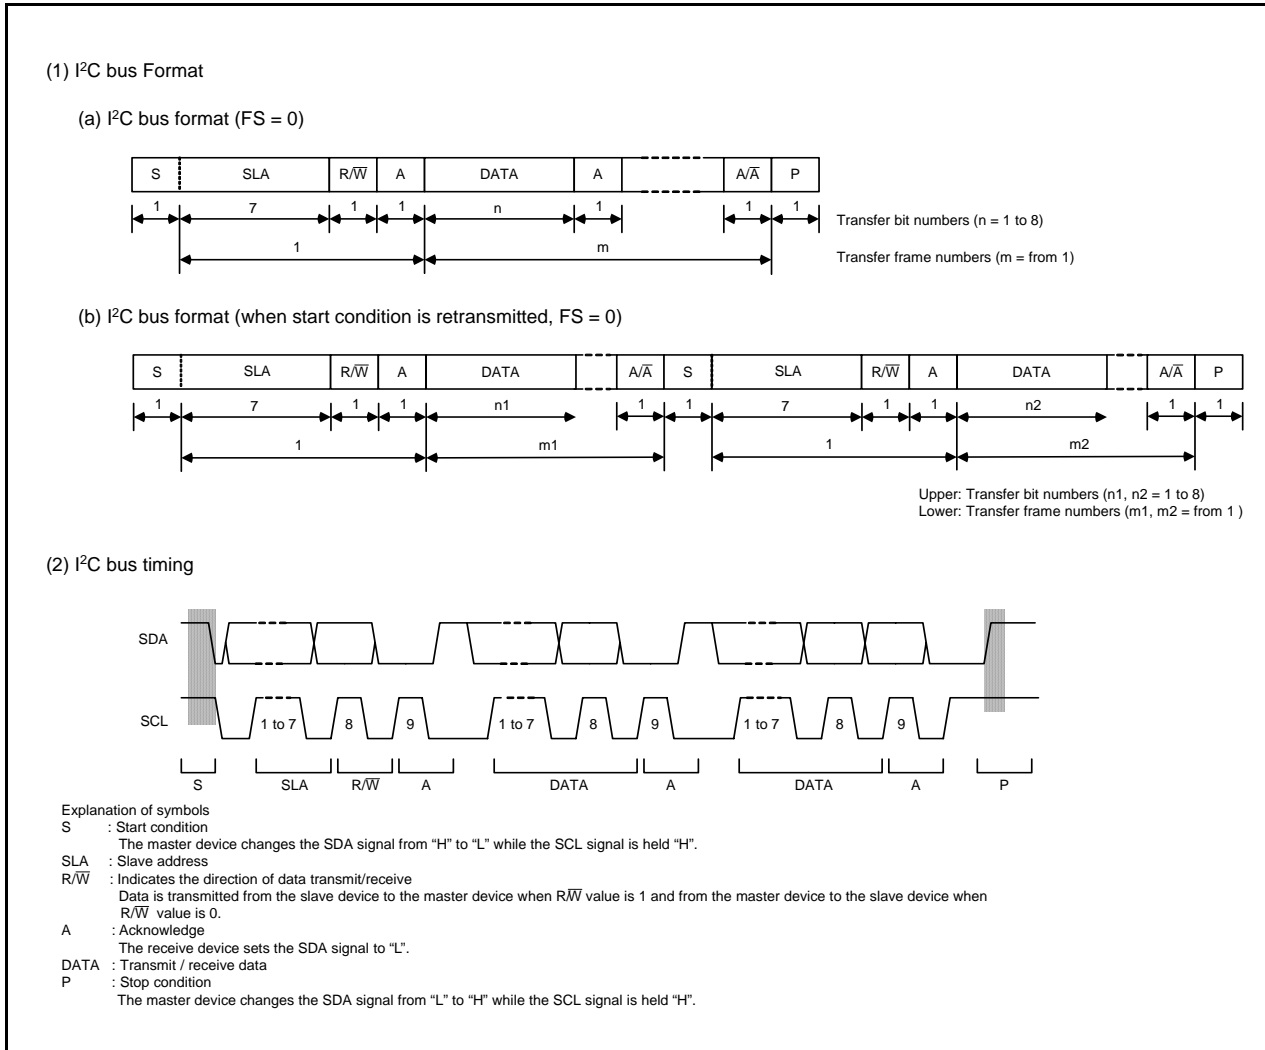 (1) I²C bus Format
(a) I²C bus format (FS = 0)
S SLA R/W̅ A DATA A A/A̅ P
1 7 1 1 n 1 1 1
Transfer bit numbers (n = 1 to 8)
1 m
Transfer frame numbers (m = from 1)
(b) I²C bus format (when start condition is retransmitted, FS = 0)
S SLA R/W̅ A DATA A/A̅ S SLA R/W̅ A DATA A/A̅ P
1 7 1 1 n1 1 1 7 1 1 n2 1 1
1 m1 1 m2
Upper: Transfer bit numbers (n1, n2 = 1 to 8)
Lower: Transfer frame numbers (m1, m2 = from 1 )
(2) I²C bus timing
SDA
SCL 1 to 7 8 9 1 to 7 8 9 1 to 7 8 9
S SLA R/W̅ A DATA A DATA A P
Explanation of symbols
S : Start condition
The master device changes the SDA signal from “H” to “L” while the SCL signal is held “H”.
SLA : Slave address
R/W̅ : Indicates the direction of data transmit/receive
Data is transmitted from the slave device to the master device when R/W̅ value is 1 and from the master device to the slave device when
R/W̅ value is 0.
A : Acknowledge
The receive device sets the SDA signal to “L”.
DATA : Transmit / receive data
P : Stop condition
The master device changes the SDA signal from “L” to “H” while the SCL signal is held “H”.